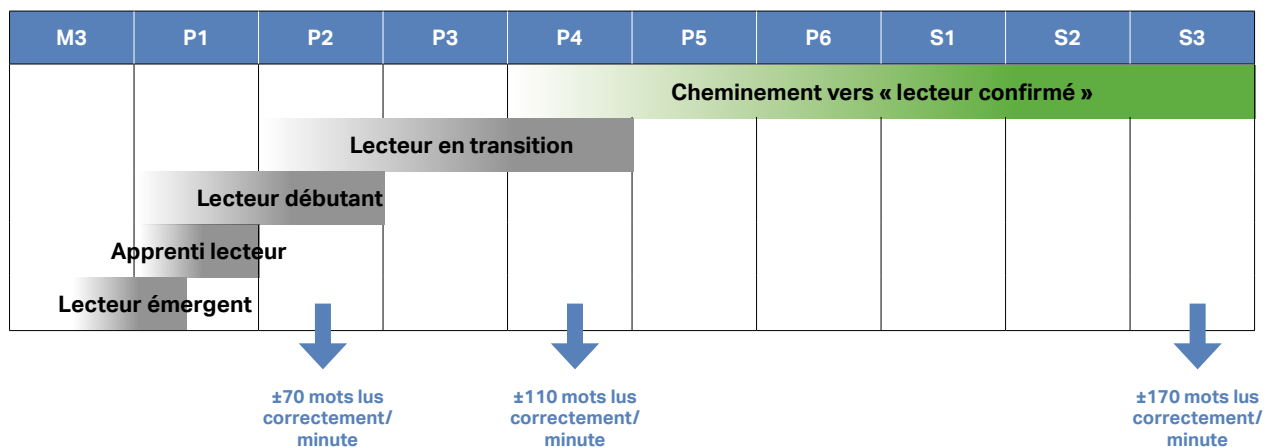 M3 P1 P2 P3 P4 P5 P6 S1 S2 S3
Cheminement vers « lecteur confirmé »
Lecteur en transition
Lecteur débutant
Apprenti lecteur
Lecteur émergent
±70 mots lus
correctement/
minute
±110 mots lus
correctement/
minute
±170 mots lus
correctement/
minute